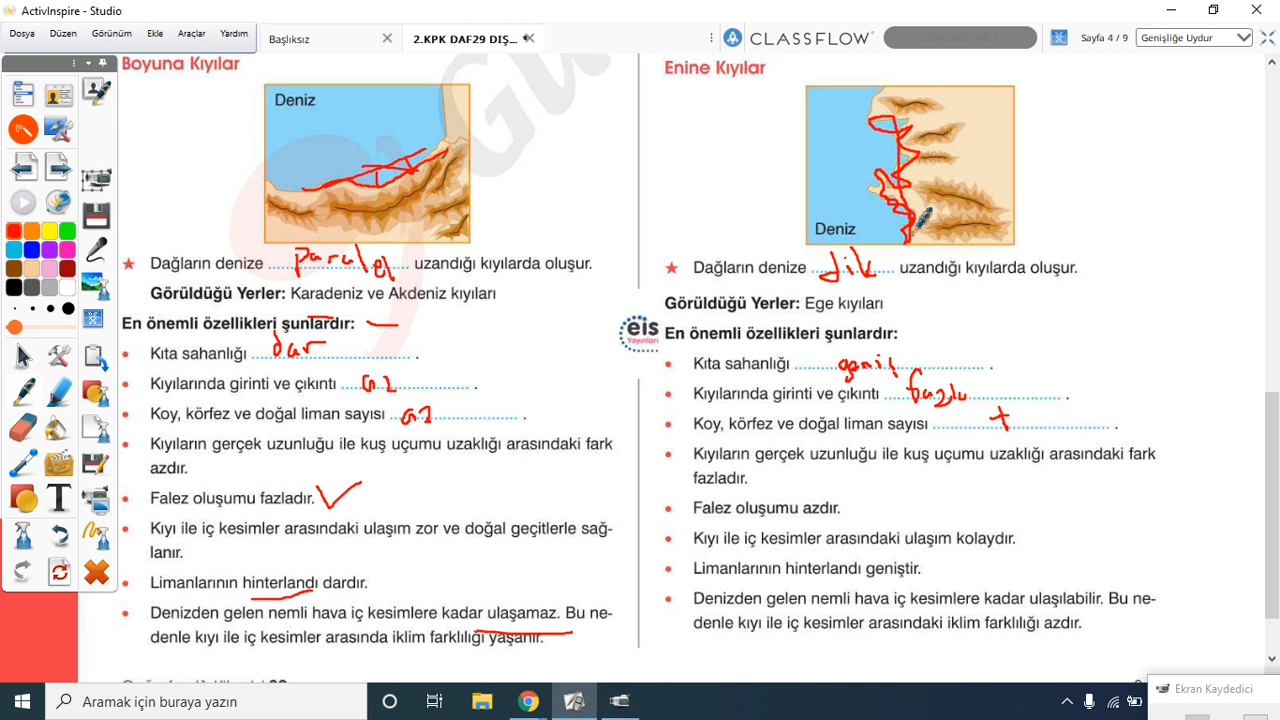 ActivInspire - Studio
Dosya Düzen Görünüm Ekle Araçlar Yardım
Başlıksız
2.KPK DAF29 DIŞ...
CLASSFLOW
Sayfa 4 / 9
Genişliğe Uydur
Boyuna Kıyılar
Deniz
Dağların denize paralel uzandığı kıyılarda oluşur.
Görüldüğü Yerler: Karadeniz ve Akdeniz kıyıları
En önemli özellikleri şunlardır:
• Kıta sahanlığı dar .
• Kıyılarında girinti ve çıkıntı az .
• Koy, körfez ve doğal liman sayısı az .
• Kıyıların gerçek uzunluğu ile kuş uçumu uzaklığı arasındaki fark
azdır.
• Falez oluşumu fazladır.
• Kıyı ile iç kesimler arasındaki ulaşım zor ve doğal geçitlerle sağ-
lanır.
• Limanlarının hinterlandı dardır.
• Denizden gelen nemli hava iç kesimlere kadar ulaşamaz. Bu ne-
denle kıyı ile iç kesimler arasında iklim farklılığı yaşanır.
eis
Yayınları
Enine Kıyılar
Deniz
Dağların denize dik uzandığı kıyılarda oluşur.
Görüldüğü Yerler: Ege kıyıları
En önemli özellikleri şunlardır:
• Kıta sahanlığı geniş .
• Kıyılarında girinti ve çıkıntı fazla .
• Koy, körfez ve doğal liman sayısı + .
• Kıyıların gerçek uzunluğu ile kuş uçumu uzaklığı arasındaki fark
fazladır.
• Falez oluşumu azdır.
• Kıyı ile iç kesimler arasındaki ulaşım kolaydır.
• Limanlarının hinterlandı geniştir.
• Denizden gelen nemli hava iç kesimlere kadar ulaşılabilir. Bu ne-
denle kıyı ile iç kesimler arasındaki iklim farklılığı azdır.
Aramak için buraya yazın
Ekran Kaydedici